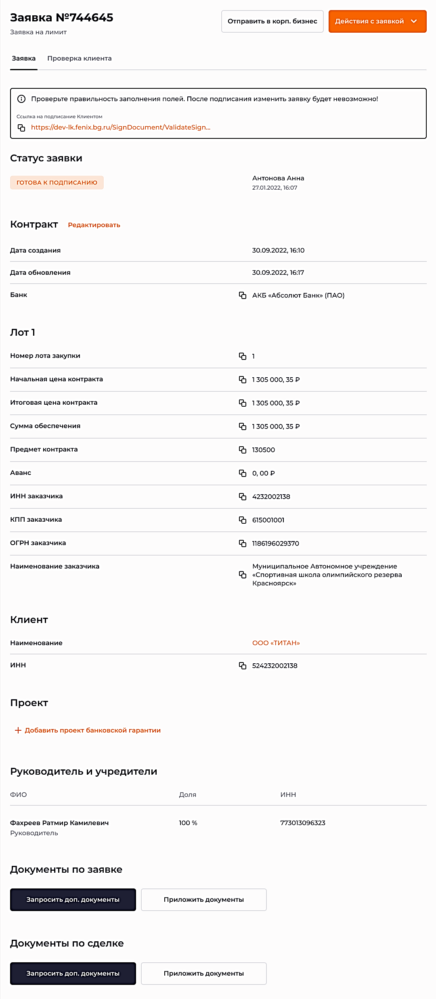 Заявка №744645
Отправить в корп. бизнес
Действия с заявкой
Заявка на лимит
Заявка
Проверка клиента
Проверьте правильность заполнения полей. После подписания изменить заявку будет невозможно!
Ссылка на подписание Клиентом
https://dev-lk.fenix.bg.ru/SignDocument/ValidateSign...
Статус заявки
ГОТОВА К ПОДПИСАНИЮ
Антонова Анна
27.01.2022, 16:07
Контракт
Редактировать
Дата создания
30.09.2022, 16:10
Дата обновления
30.09.2022, 16:17
Банк
АКБ «Абсолют Банк» (ПАО)
Лот 1
Номер лота закупки
1
Начальная цена контракта
1 305 000, 35 ₽
Итоговая цена контракта
1 305 000, 35 ₽
Сумма обеспечения
1 305 000, 35 ₽
Предмет контракта
130500
Аванс
0, 00 ₽
ИНН заказчика
4232002138
КПП заказчика
615001001
ОГРН заказчика
1186196029370
Наименование заказчика
Муниципальное Автономное учреждение
«Спортивная школа олимпийского резерва
Красноярск»
Клиент
Наименование
ООО «ТИТАН»
ИНН
524232002138
Проект
Добавить проект банковской гарантии
Руководитель и учредители
ФИО
Доля
ИНН
Фахреев Ратмир Камилевич
100 %
773013096323
Руководитель
Документы по заявке
Запросить доп. документы
Приложить документы
Документы по сделке
Запросить доп. документы
Приложить документы